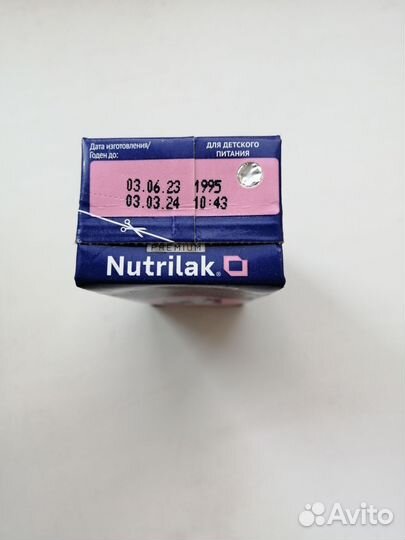 Дата изготовления/
Годен до:
ДЛЯ ДЕТСКОГО
ПИТАНИЯ
03.06.23 1995
03.03.24 10:43
PREMIUM
Nutrilak®
Avito